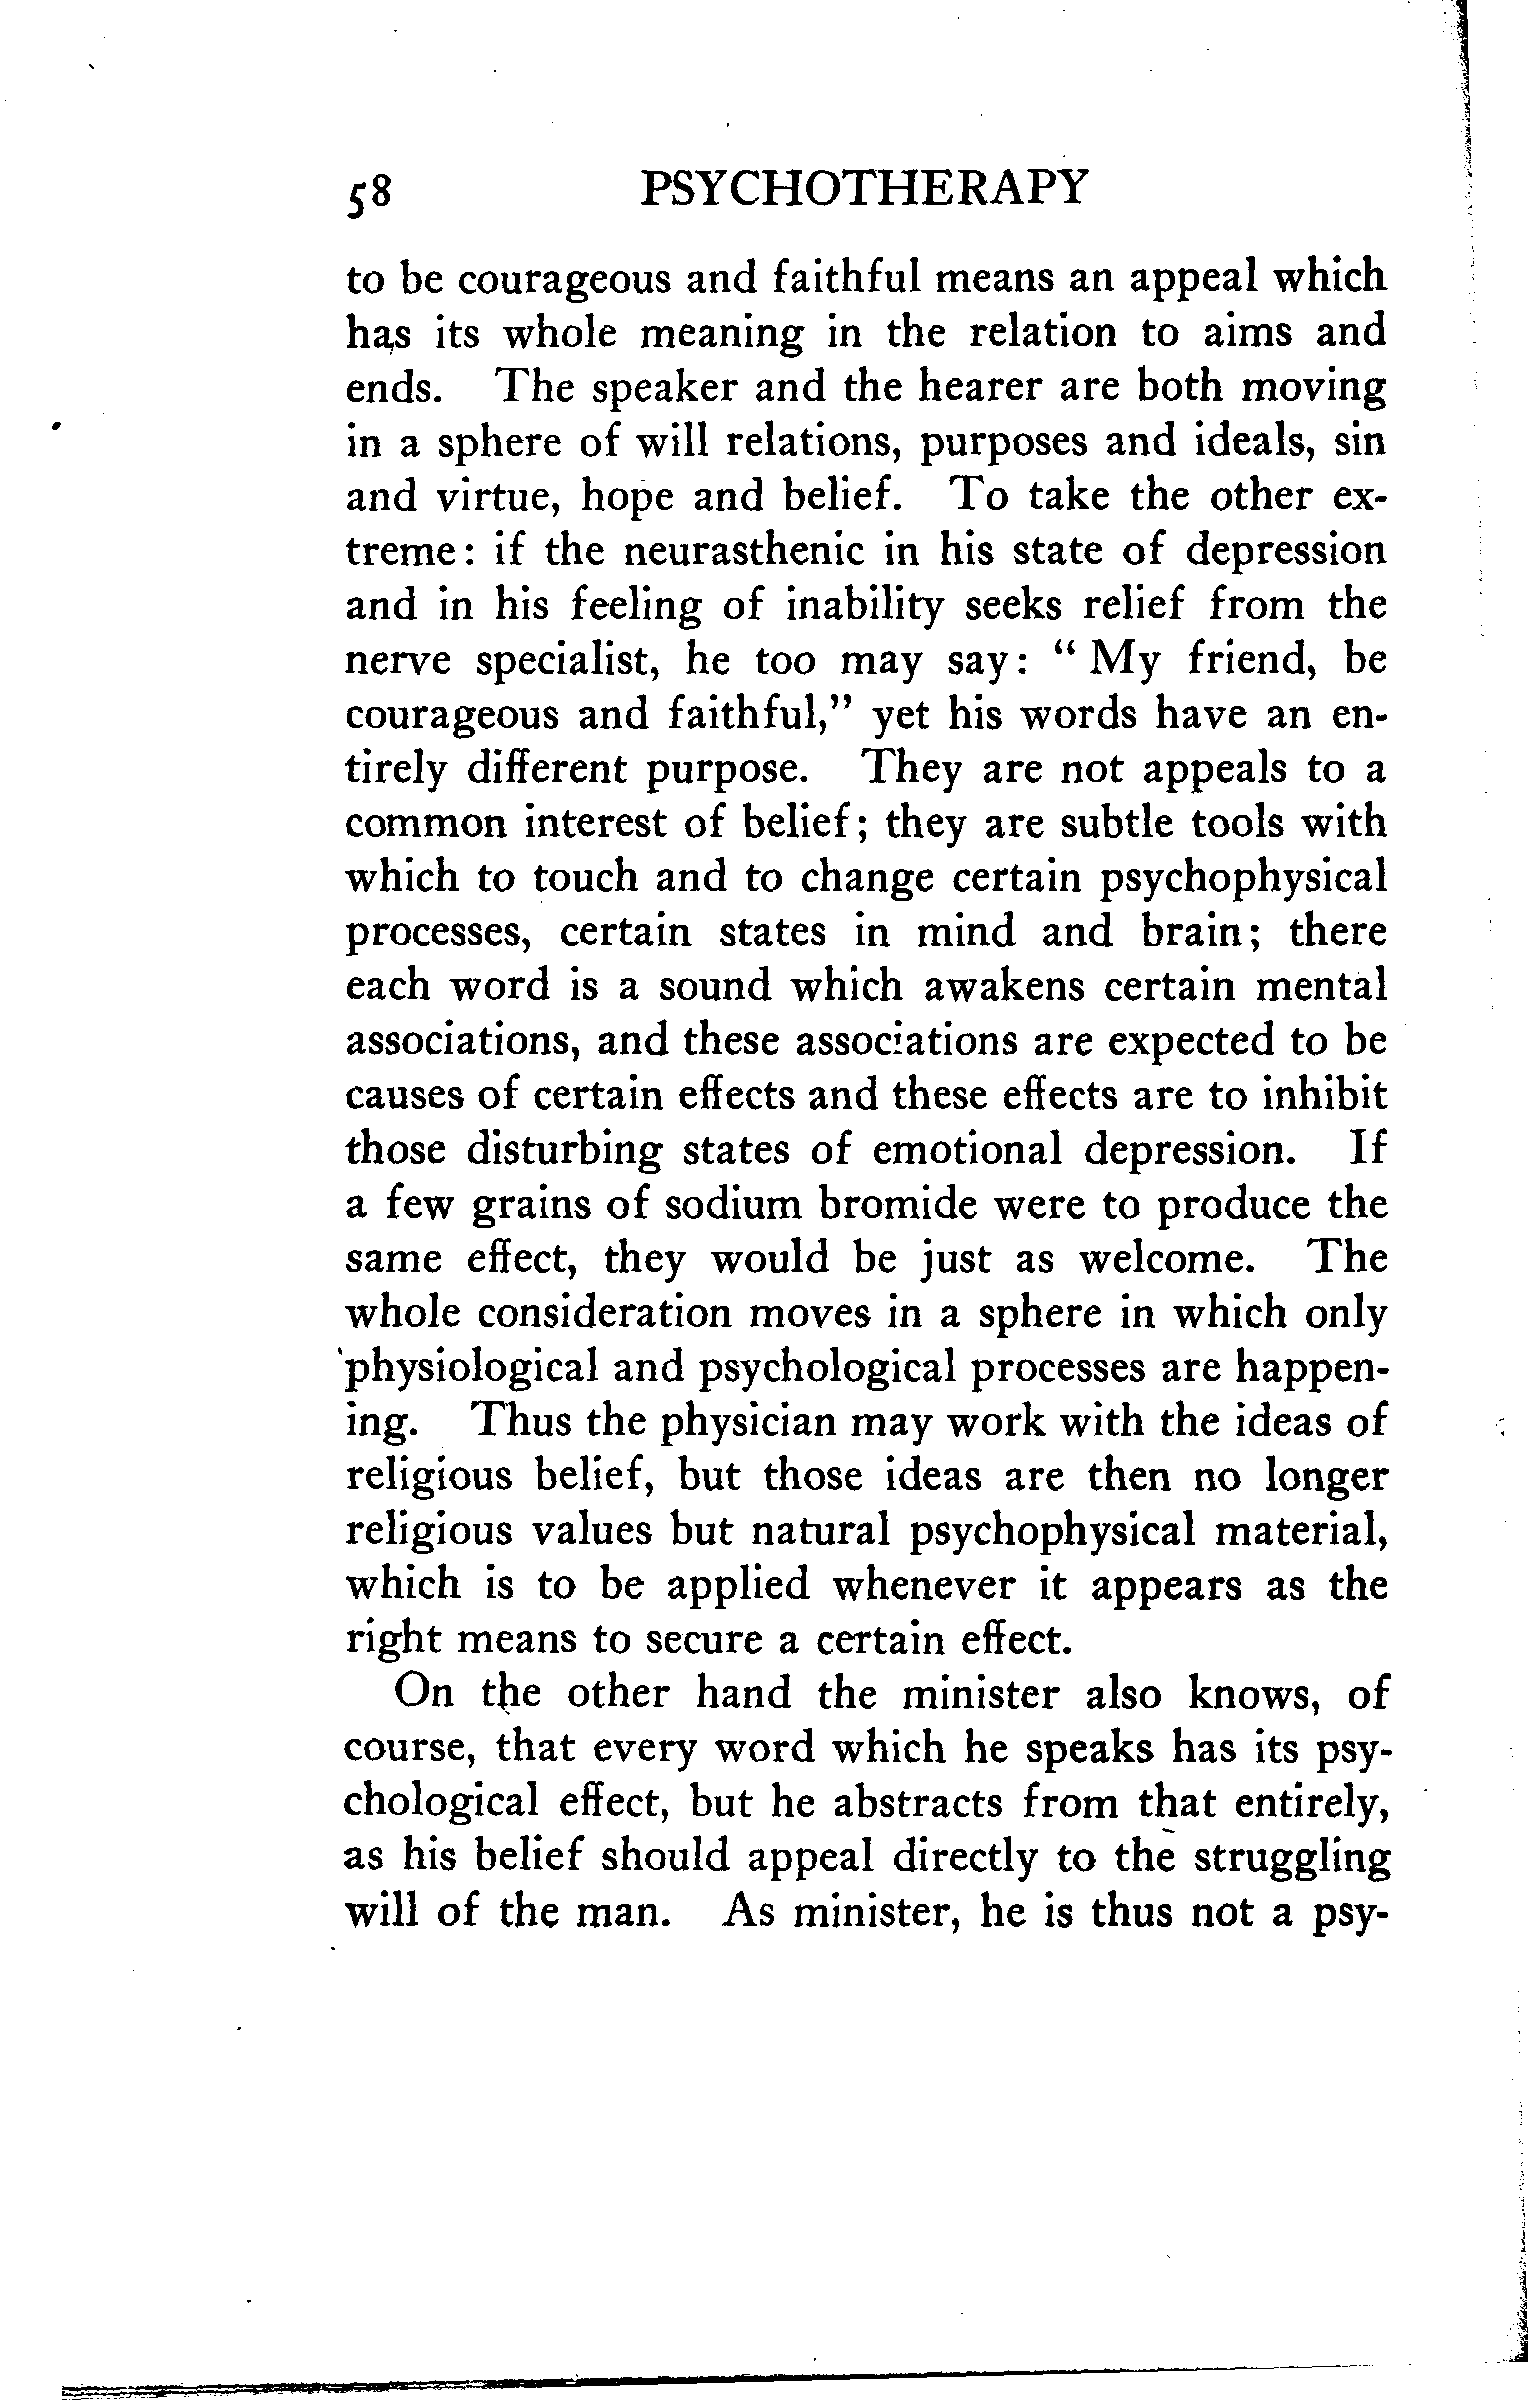 58 PSYCHOTHERAPY
to be courageous and faithful means an appeal which
has its whole meaning in the relation to aims and
ends. The speaker and the hearer are both moving
in a sphere of will relations, purposes and ideals, sin
and virtue, hope and belief. To take the other ex-
treme: if the neurasthenic in his state of depression
and in his feeling of inability seeks relief from the
nerve specialist, he too may say: " My friend, be
courageous and faithful," yet his words have an en-
tirely different purpose. They are not appeals to a
common interest of belief; they are subtle tools with
which to touch and to change certain psychophysical
processes, certain states in mind and brain; there
each word is a sound which awakens certain mental
associations, and these associations are expected to be
causes of certain effects and these effects are to inhibit
those disturbing states of emotional depression. If
a few grains of sodium bromide were to produce the
same effect, they would be just as welcome. The
whole consideration moves in a sphere in which only
physiological and psychological processes are happen-
ing. Thus the physician may work with the ideas of
religious belief, but those ideas are then no longer
religious values but natural psychophysical material,
which is to be applied whenever it appears as the
right means to secure a certain effect.
On the other hand the minister also knows, of
course, that every word which he speaks has its psy-
chological effect, but he abstracts from that entirely,
as his belief should appeal directly to the struggling
will of the man. As minister, he is thus not a psy-